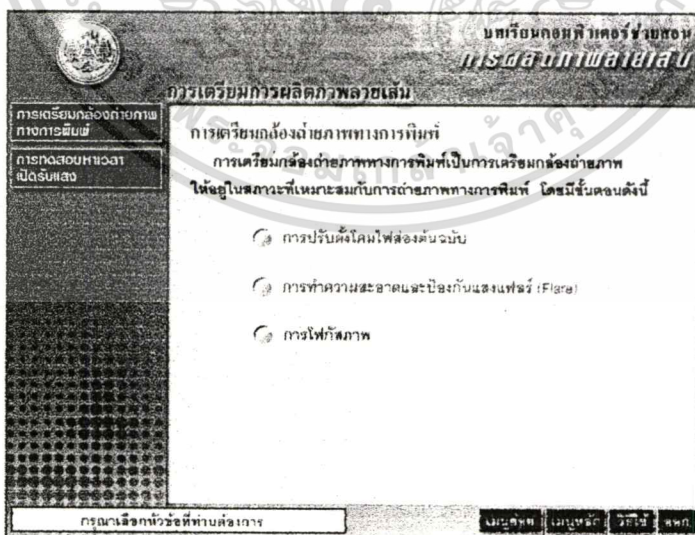 บทเรียนคอมพิวเตอร์ช่วยสอน
การผลิตภาพลายเส้น
การเตรียมการผลิตภาพลายเส้น
การเตรียมกล้องถ่ายภาพ
ทางการพิมพ์
การทดสอบหาเวลา
เปิดรับแสง
การเตรียมกล้องถ่ายภาพทางการพิมพ์
การเตรียมกล้องถ่ายภาพทางการพิมพ์เป็นการเตรียมกล้องถ่ายภาพ
ให้อยู่ในสภาวะที่เหมาะสมกับการถ่ายภาพทางการพิมพ์ โดยมีขั้นตอนดังนี้
การปรับตั้งโคมไฟส่องต้นฉบับ
การทำความสะอาดและป้องกันแสงแฟลร์ (Flare)
การโฟกัสภาพ
กรุณาเลือกหัวข้อที่ท่านต้องการ
เมนูหลัก วิธีใช้